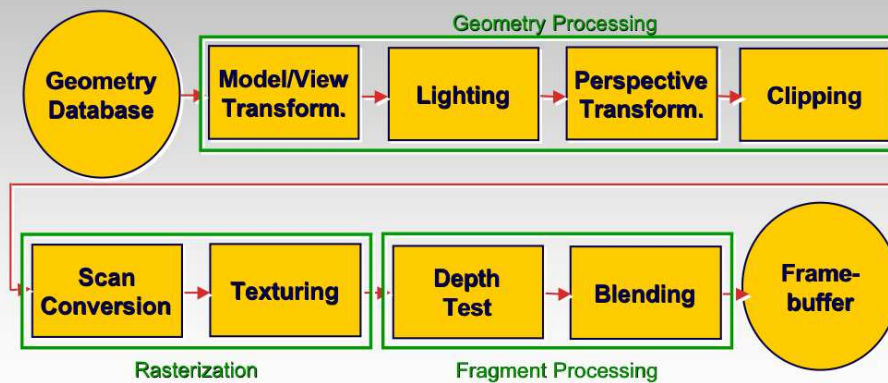 Geometry Processing
Geometry
Database
Model/View
Transform.
Lighting
Perspective
Transform.
Clipping
Scan
Conversion
Texturing
Depth
Test
Blending
Frame-
buffer
Rasterization
Fragment Processing